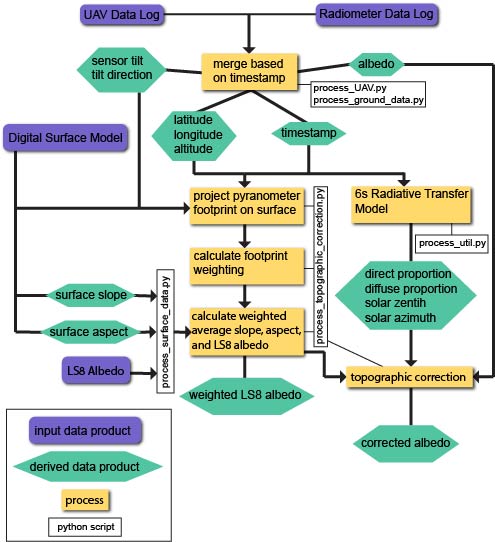 UAV Data Log
Radiometer Data Log
sensor tilt
tilt direction
merge based
on timestamp
albedo
process_UAV.py
process_ground_data.py
latitude
longitude
altitude
timestamp
Digital Surface Model
project pyranometer
footprint on surface
6s Radiative Transfer
Model
process_topographic_correction.py
process_util.py
calculate footprint
weighting
direct proportion
diffuse proportion
solar zentih
solar azimuth
surface slope
process_surface_data.py
calculate weighted
average slope, aspect,
and LS8 albedo
surface aspect
LS8 Albedo
topographic correction
weighted LS8 albedo
corrected albedo
input data product
derived data product
process
python script